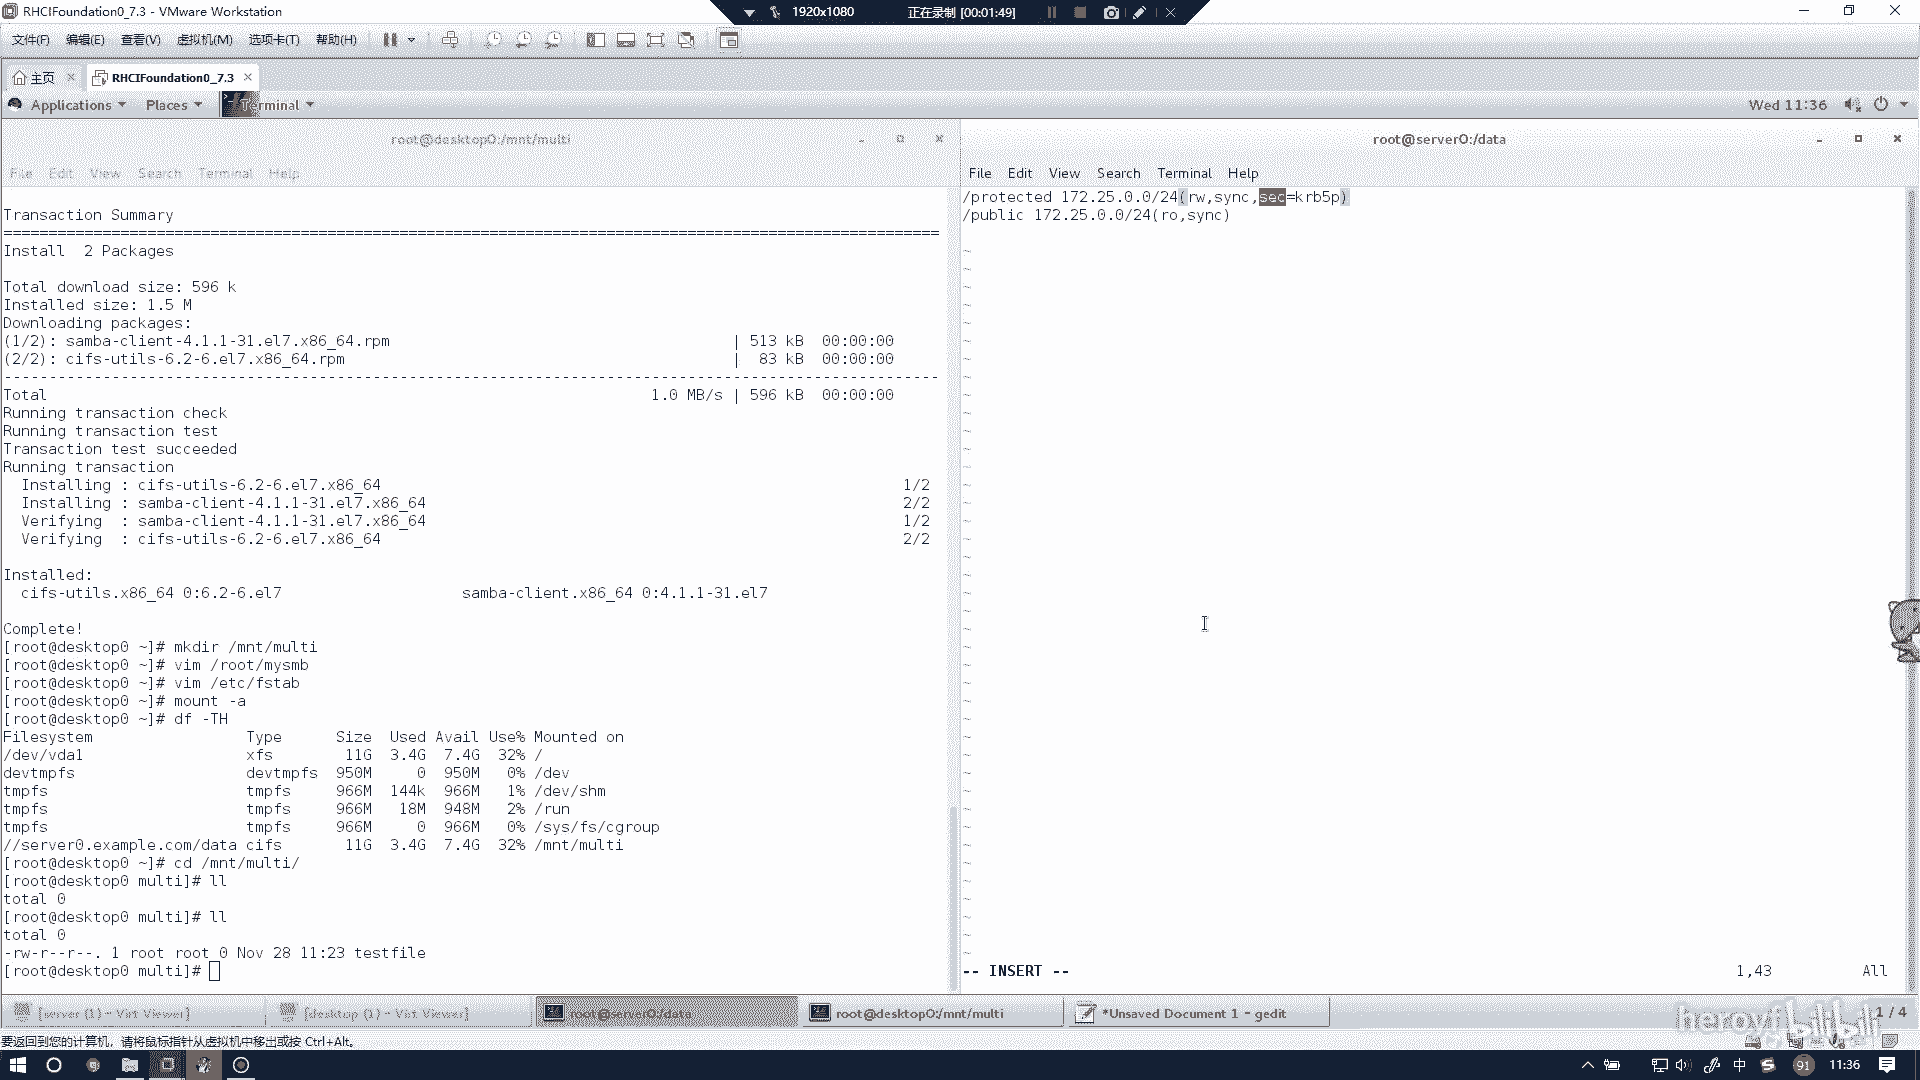 RHCIFoundation0_7.3 - VMware Workstation
1920x1080
正在录制 [00:01:49]
文件(F) 编辑(E) 查看(V) 虚拟机(M) 选项卡(T) 帮助(H)
主页
RHCIFoundation0_7.3
Applications Places Terminal
Wed 11:36
root@desktop0:/mnt/multi
File Edit View Search Terminal Help
Transaction Summary
================================================================================
Install  2 Packages
Total download size: 596 k
Installed size: 1.5 M
Downloading packages:
(1/2): samba-client-4.1.1-31.el7.x86_64.rpm | 513 kB  00:00:00
(2/2): cifs-utils-6.2-6.el7.x86_64.rpm |  83 kB  00:00:00
--------------------------------------------------------------------------------
Total 1.0 MB/s | 596 kB  00:00:00
Running transaction check
Running transaction test
Transaction test succeeded
Running transaction
Installing : cifs-utils-6.2-6.el7.x86_64 1/2
Installing : samba-client-4.1.1-31.el7.x86_64 2/2
Verifying  : samba-client-4.1.1-31.el7.x86_64 1/2
Verifying  : cifs-utils-6.2-6.el7.x86_64 2/2
Installed:
cifs-utils.x86_64 0:6.2-6.el7 samba-client.x86_64 0:4.1.1-31.el7
Complete!
[root@desktop0 ~]# mkdir /mnt/multi
[root@desktop0 ~]# vim /root/mysmb
[root@desktop0 ~]# vim /etc/fstab
[root@desktop0 ~]# mount -a
[root@desktop0 ~]# df -TH
Filesystem Type Size Used Avail Use% Mounted on
/dev/vda1 xfs 11G 3.4G 7.4G 32% /
devtmpfs devtmpfs 950M 0 950M 0% /dev
tmpfs tmpfs 966M 144k 966M 1% /dev/shm
tmpfs tmpfs 966M 18M 948M 2% /run
tmpfs tmpfs 966M 0 966M 0% /sys/fs/cgroup
//server0.example.com/data cifs 11G 3.4G 7.4G 32% /mnt/multi
[root@desktop0 ~]# cd /mnt/multi/
[root@desktop0 multi]# ll
total 0
[root@desktop0 multi]# ll
total 0
-rw-r--r--. 1 root root 0 Nov 28 11:23 testfile
[root@desktop0 multi]#
root@server0:/data
File Edit View Search Terminal Help
/protected 172.25.0.0/24(rw,sync,sec=krb5p)
/public 172.25.0.0/24(ro,sync)
-- INSERT -- 1,43 All
[server (1) - Virt Viewer]
[desktop (1) - Virt Viewer]
root@server0:/data
root@desktop0:/mnt/multi
*Unsaved Document 1 - gedit
1 / 4
heroyf bilibili
要返回到您的计算机，请将鼠标指针从虚拟机中移出或按 Ctrl+Alt。
中
91
11:36